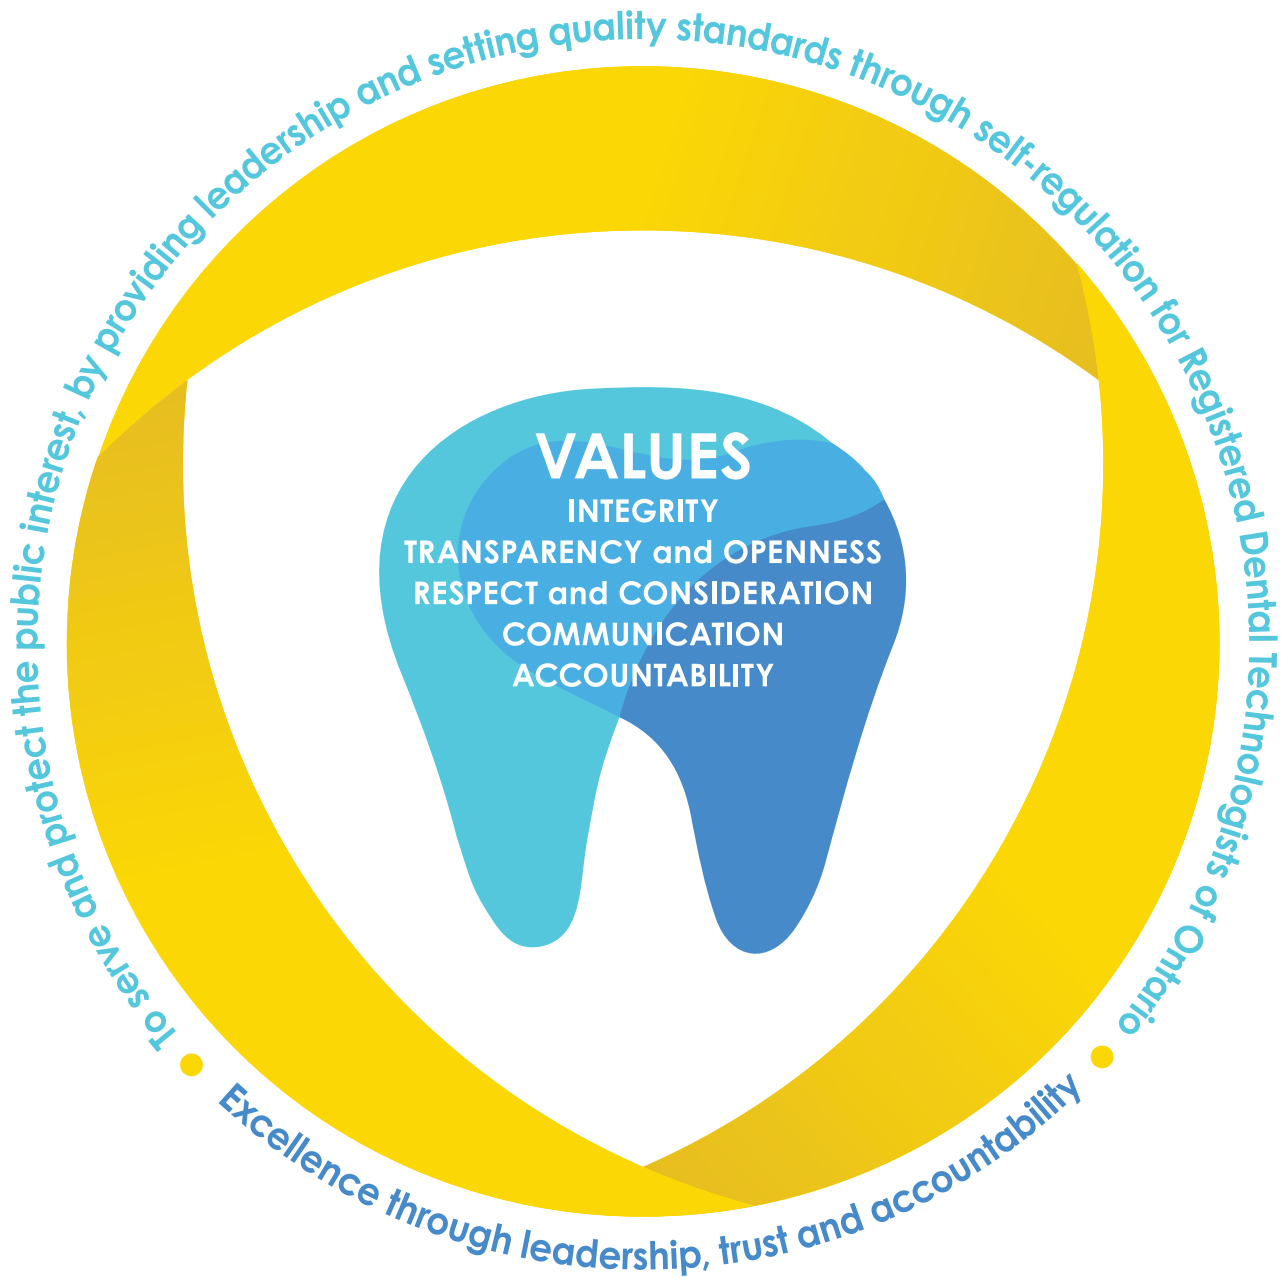 To serve and protect the public interest, by providing leadership and setting quality standards through self-regulation for Registered Dental Technologists of Ontario
VALUES
INTEGRITY
TRANSPARENCY and OPENNESS
RESPECT and CONSIDERATION
COMMUNICATION
ACCOUNTABILITY
Excellence through leadership, trust and accountability